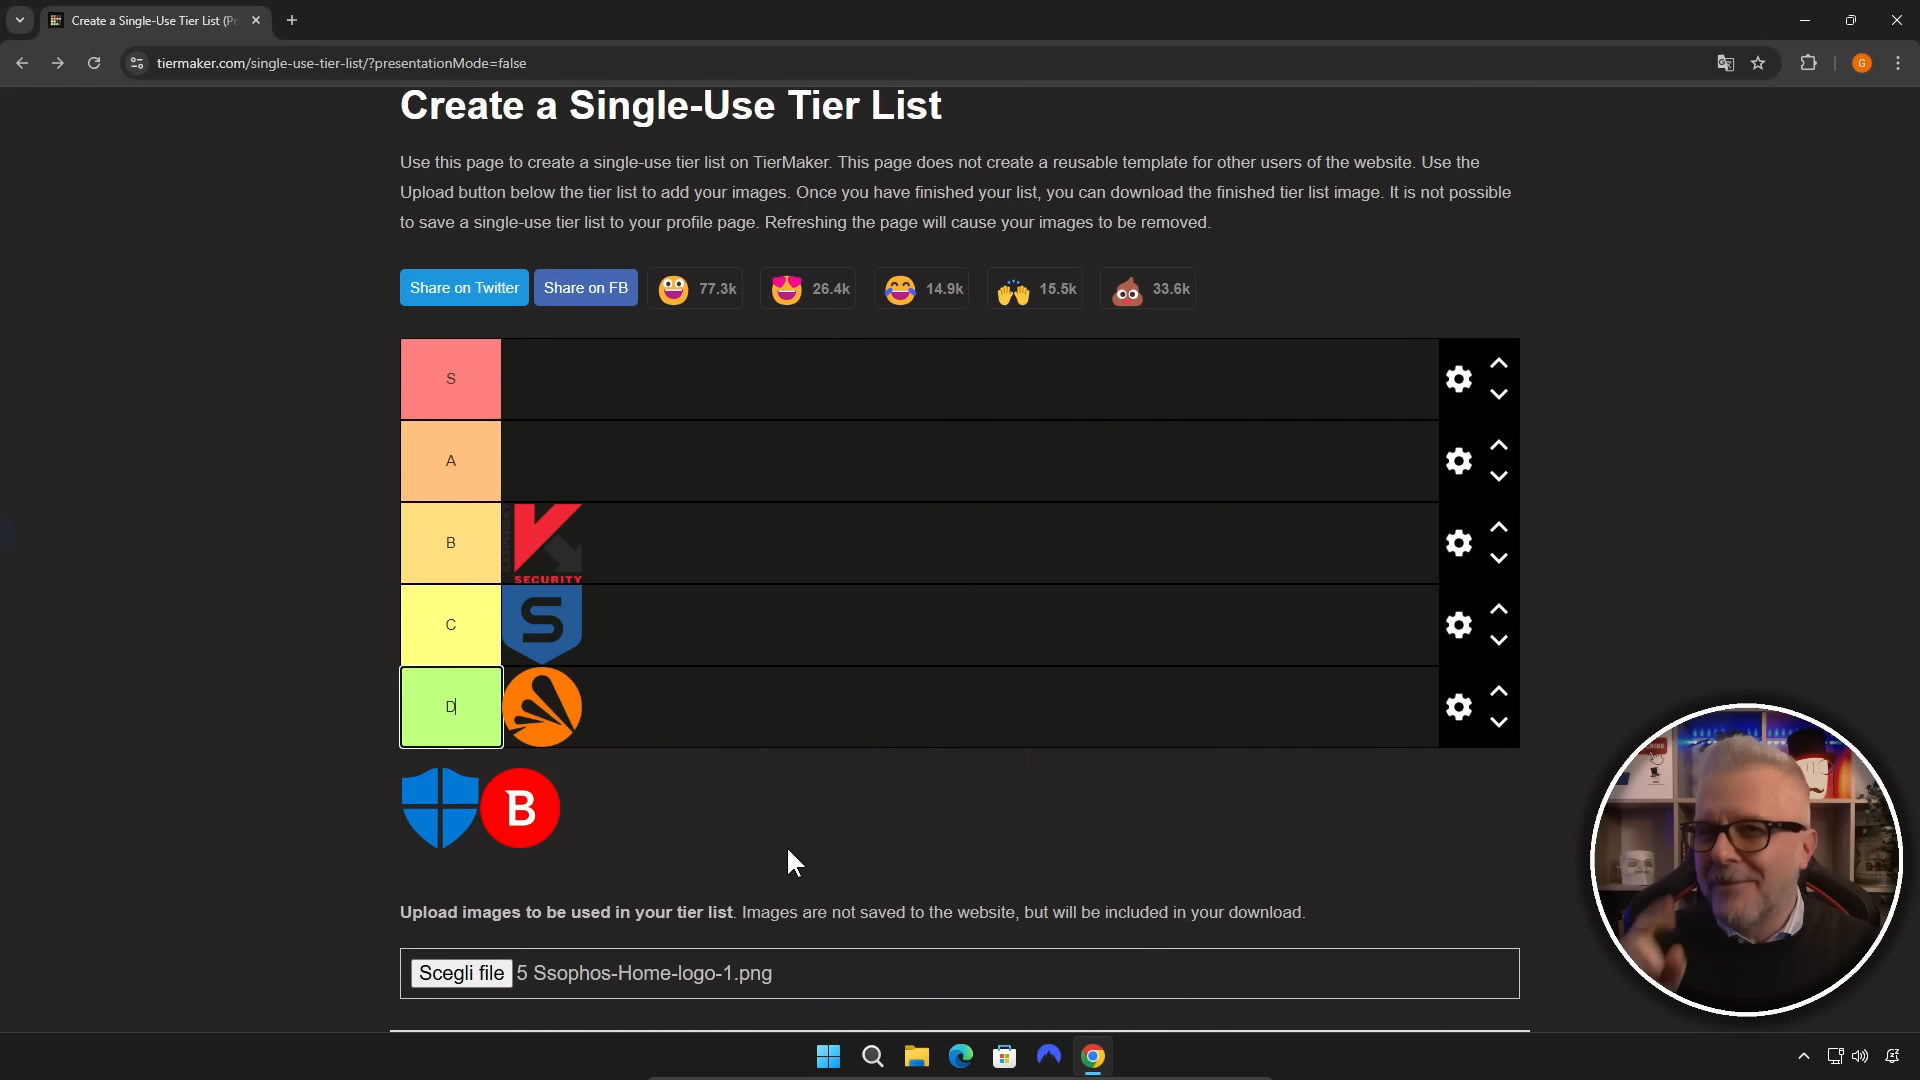 Create a Single-Use Tier List (Pr
tiermaker.com/single-use-tier-list/?presentationMode=false
G
Create a Single-Use Tier List
Use this page to create a single-use tier list on TierMaker. This page does not create a reusable template for other users of the website. Use the
Upload button below the tier list to add your images. Once you have finished your list, you can download the finished tier list image. It is not possible
to save a single-use tier list to your profile page. Refreshing the page will cause your images to be removed.
Share on Twitter
Share on FB
77.3k
26.4k
14.9k
15.5k
33.6k
S
A
B
KASPERSKY
SECURITY
C
S
D
B
Upload images to be used in your tier list. Images are not saved to the website, but will be included in your download.
Scegli file 5 Ssophos-Home-logo-1.png